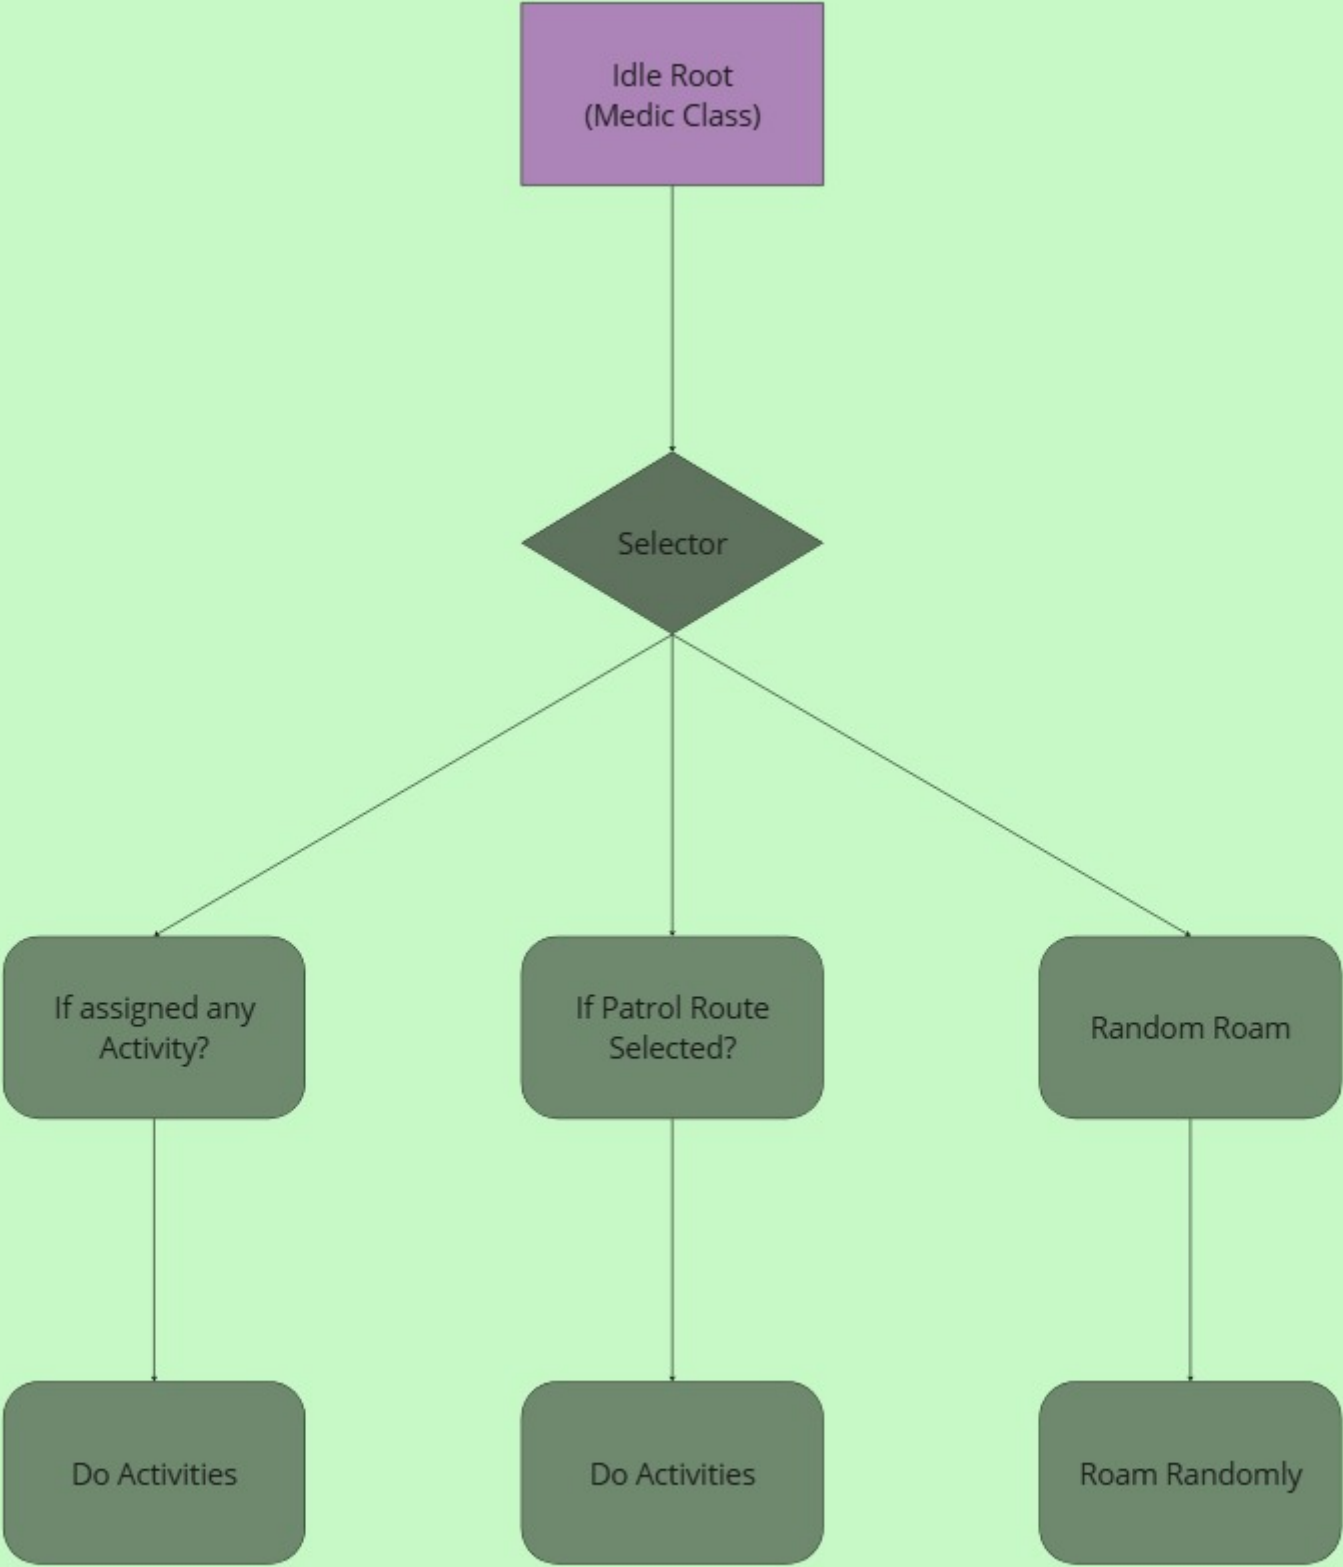 Idle Root
(Medic Class)
Selector
If assigned any
Activity?
If Patrol Route
Selected?
Random Roam
Do Activities
Do Activities
Roam Randomly